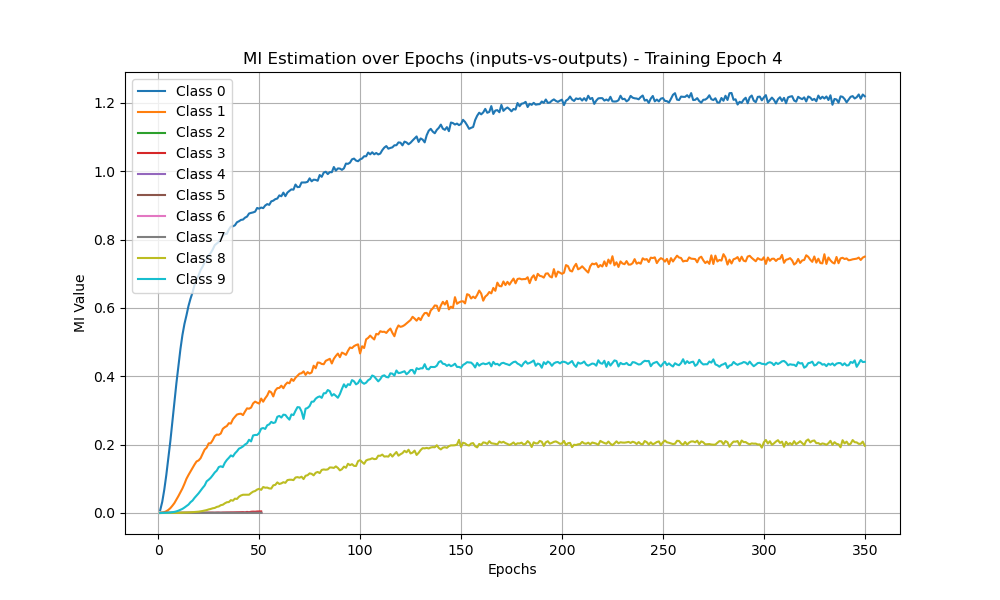 MI Estimation over Epochs (inputs-vs-outputs) - Training Epoch 4
Class 0
Class 1
Class 2
Class 3
Class 4
Class 5
Class 6
Class 7
Class 8
Class 9
MI Value
1.2
1.0
0.8
0.6
0.4
0.2
0.0
0
50
100
150
200
250
300
350
Epochs